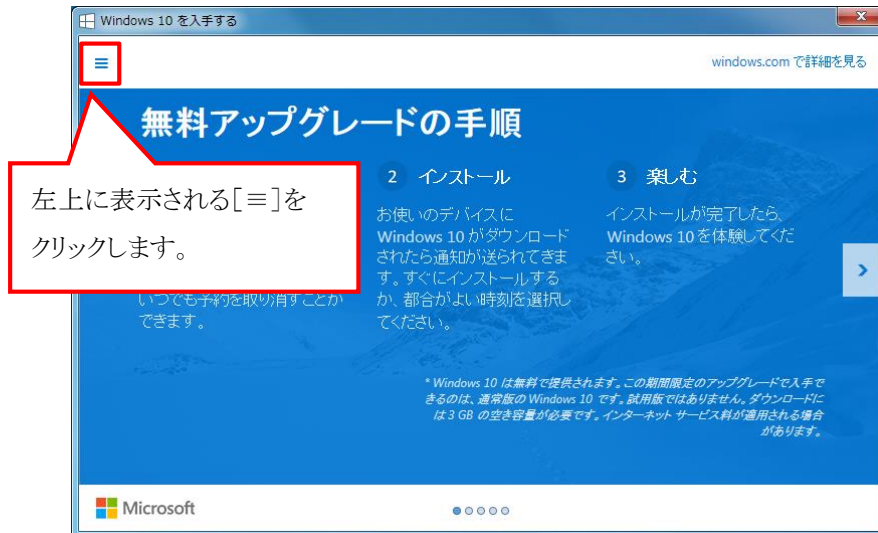 Windows 10 を入手する
≡
windows.com で詳細を見る
無料アップグレードの手順
左上に表示される[≡]を
クリックします。
いつでも予約を取り消すことが
できます。
2 インストール
お使いのデバイスに
Windows 10 がダウンロード
されたら通知が送られてきま
す。すぐにインストールする
か、都合がよい時刻を選択し
てください。
3 楽しむ
インストールが完了したら、
Windows 10 を体験してくだ
さい。
* Windows 10 は無料で提供されます。この期間限定のアップグレードで入手で
きるのは、通常版の Windows 10 です。試用版ではありません。ダウンロードに
は 3 GB の空き容量が必要です。インターネット サービス料が適用される場合
があります。
Microsoft